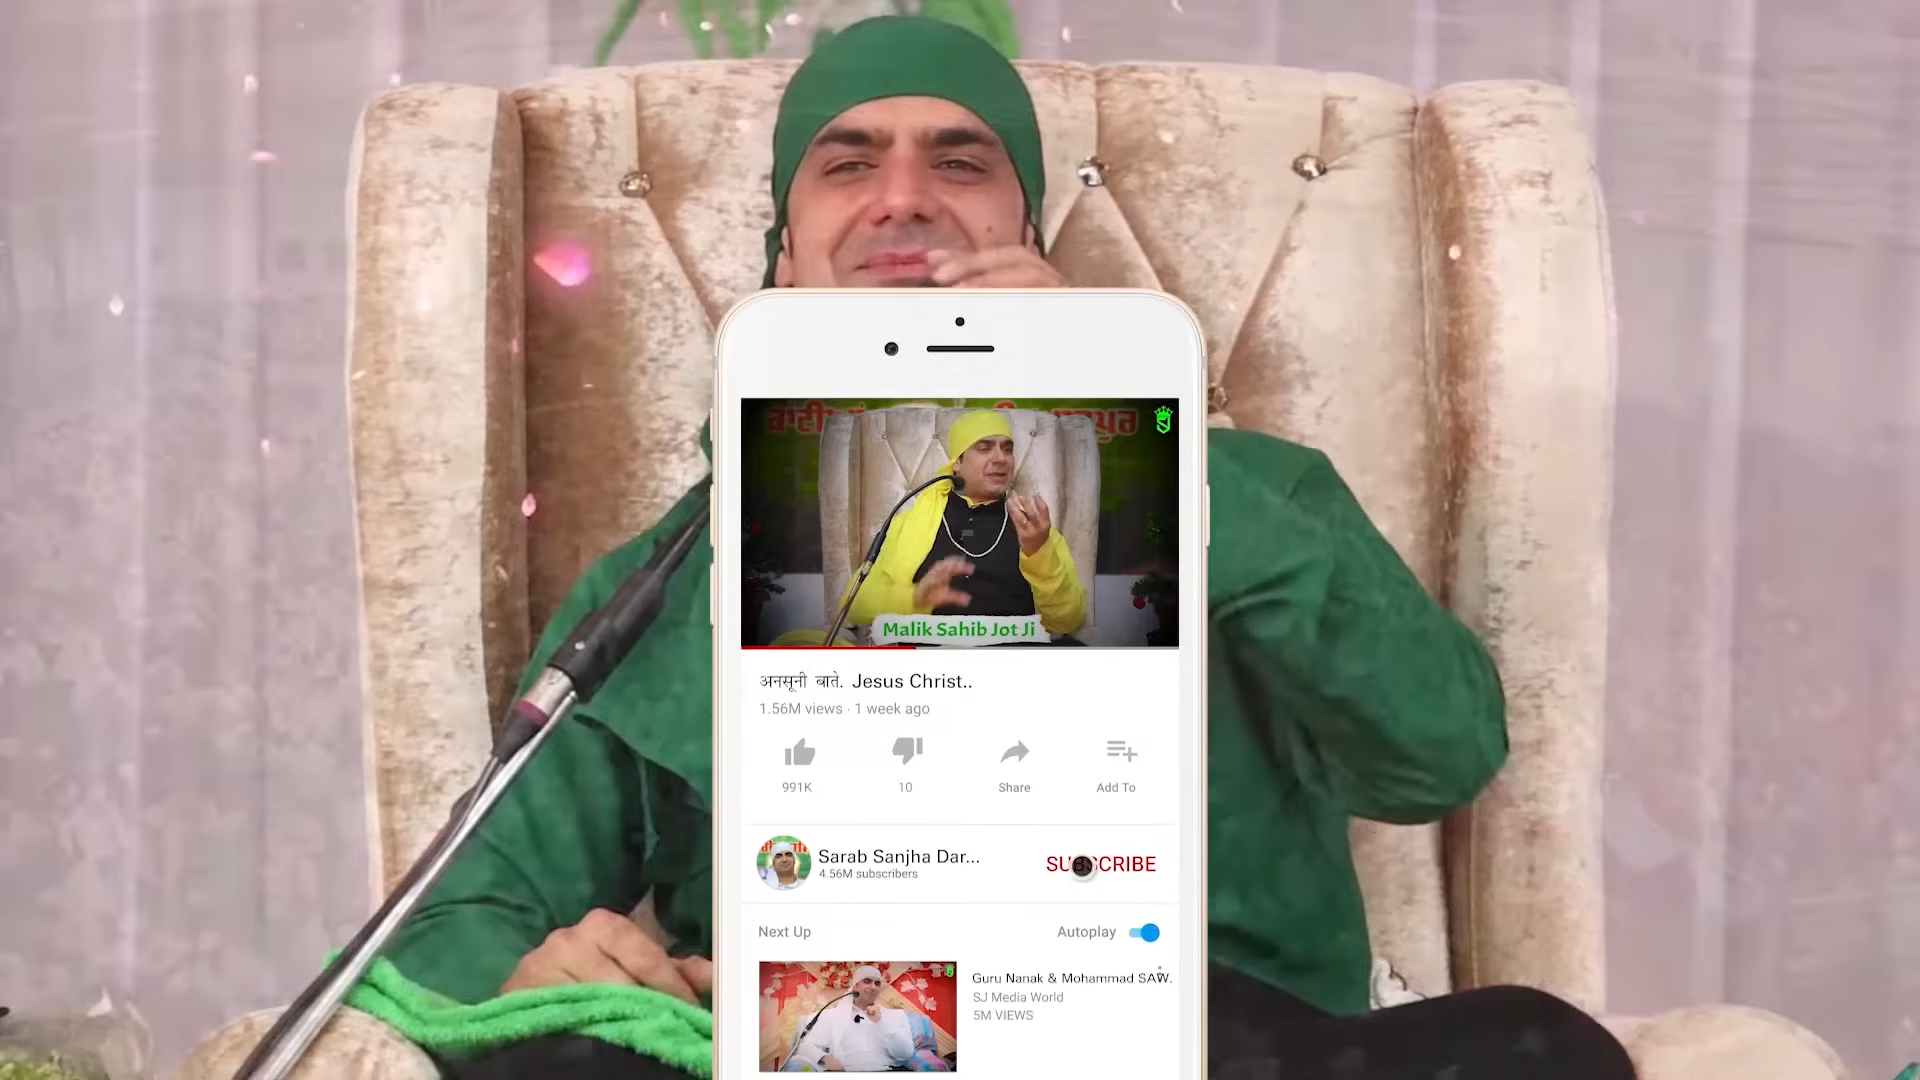 Malik Sahib Jot Ji
अनसूनी बाते. Jesus Christ..
1.56M views · 1 week ago
991K
10
Share
Add To
Sarab Sanjha Dar...
4.56M subscribers
SUBSCRIBE
Next Up
Autoplay
Guru Nanak & Mohammad SAW.
SJ Media World
5M VIEWS